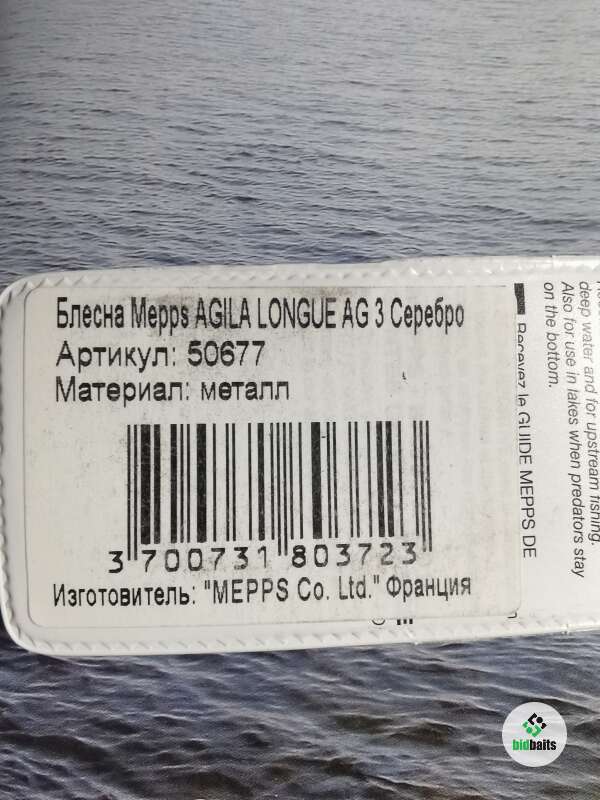 Блесна Mepps AGILA LONGUE AG 3 Серебро
Артикул: 50677
Материал: металл
3 700731 803723
Изготовитель: "MEPPS Co. Ltd." Франция
deep water and for upstream fishing.
Also for use in lakes when predators stay
on the bottom.
Recevez le GUIDE MEPPS DE
bidbaits